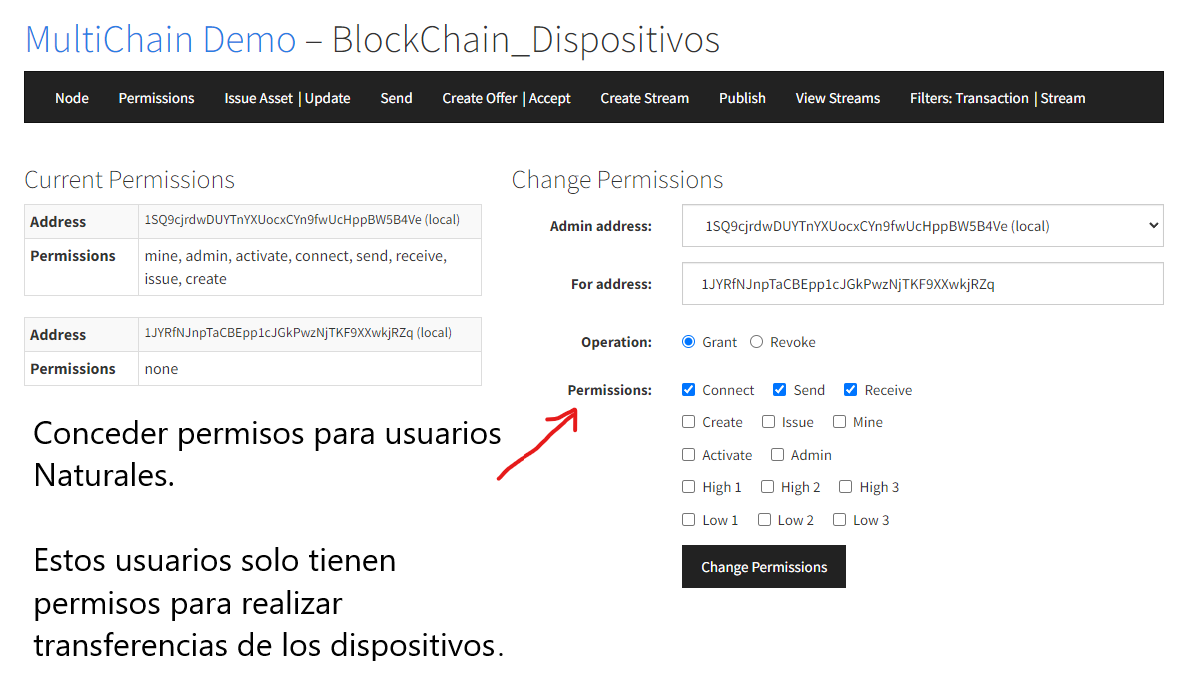 MultiChain Demo – BlockChain_Dispositivos
Node Permissions Issue Asset | Update Send Create Offer | Accept Create Stream Publish View Streams Filters: Transaction | Stream
Current Permissions
Address 1SQ9cjrdwDUYTnYXUocxCYn9fwUcHppBW5B4Ve (local)
Permissions mine, admin, activate, connect, send, receive,
issue, create
Address 1JYRfNJnpTaCBEpp1cJGkPwzNjTKF9XXwkjRZq (local)
Permissions none
Conceder permisos para usuarios
Naturales.
Estos usuarios solo tienen
permisos para realizar
transferencias de los dispositivos.
Change Permissions
Admin address: 1SQ9cjrdwDUYTnYXUocxCYn9fwUcHppBW5B4Ve (local)
For address: 1JYRfNJnpTaCBEpp1cJGkPwzNjTKF9XXwkjRZq
Operation: Grant Revoke
Permissions: Connect Send Receive
Create Issue Mine
Activate Admin
High 1 High 2 High 3
Low 1 Low 2 Low 3
Change Permissions